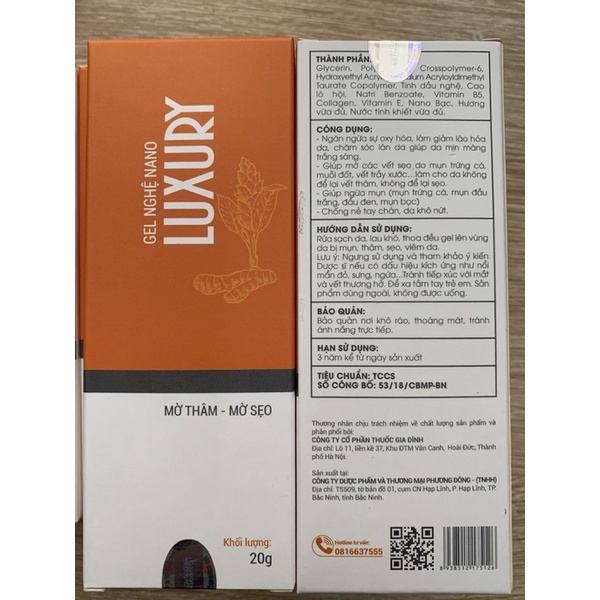 GEL NGHỆ NANO
LUXURY
MỜ THÂM - MỜ SẸO
Khối lượng:
20g
THÀNH PHẦN:
Glycerin, Crosspolymer-6,
Hydroxyethyl Acryloyldimethyl
Taurate Copolymer, Tinh dầu nghệ, Cao
lô hội, Natri Benzoate, Vitamin B5,
Collagen, Vitamin E, Nano Bạc, Hương
vừa đủ, Nước tinh khiết vừa đủ.
CÔNG DỤNG:
- Ngăn ngừa sự oxy hóa, làm giảm lão hóa
da, chăm sóc làn da giúp da mịn màng
trắng sáng.
- Giúp mờ các vết sẹo do mụn trứng cá,
muỗi đốt, vết trầy xước...làm cho da không
để lại vết thâm, không để lại sẹo.
- Giúp ngừa mụn (mụn trứng cá, mụn đầu
trắng, đầu đen, mụn bọc)
- Chống nẻ tay chân, da khô nứt.
HƯỚNG DẪN SỬ DỤNG:
Rửa sạch da, lau khô, thoa đều gel lên vùng
da bị mụn, thâm, sẹo, viêm da.
Lưu ý: Ngưng sử dụng và tham khảo ý kiến
Dược sĩ nếu có dấu hiệu kích ứng như nổi
mẩn đỏ, sưng, ngứa...Tránh tiếp xúc với mắt
và vết thương hở. Để xa tầm tay trẻ em. Sản
phẩm dùng ngoài, không được uống.
BẢO QUẢN:
Bảo quản nơi khô ráo, thoáng mát, tránh
ánh nắng trực tiếp.
HẠN SỬ DỤNG:
3 năm kể từ ngày sản xuất
TIÊU CHUẨN: TCCS
SỐ CÔNG BỐ: 53/18/CBMP-BN
Thương nhân chịu trách nhiệm về chất lượng sản phẩm và
phân phối bởi:
CÔNG TY CỔ PHẦN THUỐC GIA ĐÌNH
Địa chỉ: Lô 11, liền kề 37, Khu ĐTM Vân Canh, Hoài Đức, Thành
phố Hà Nội.
Sản xuất tại:
CÔNG TY DƯỢC PHẨM VÀ THƯƠNG MẠI PHƯƠNG ĐÔNG - (TNHH)
Địa chỉ: TS509, tờ bản đồ 01, cụm CN Hạp Lĩnh, P. Hạp Lĩnh, TP.
Bắc Ninh, tỉnh Bắc Ninh.
Hotline tư vấn:
0816637555
8938512175128